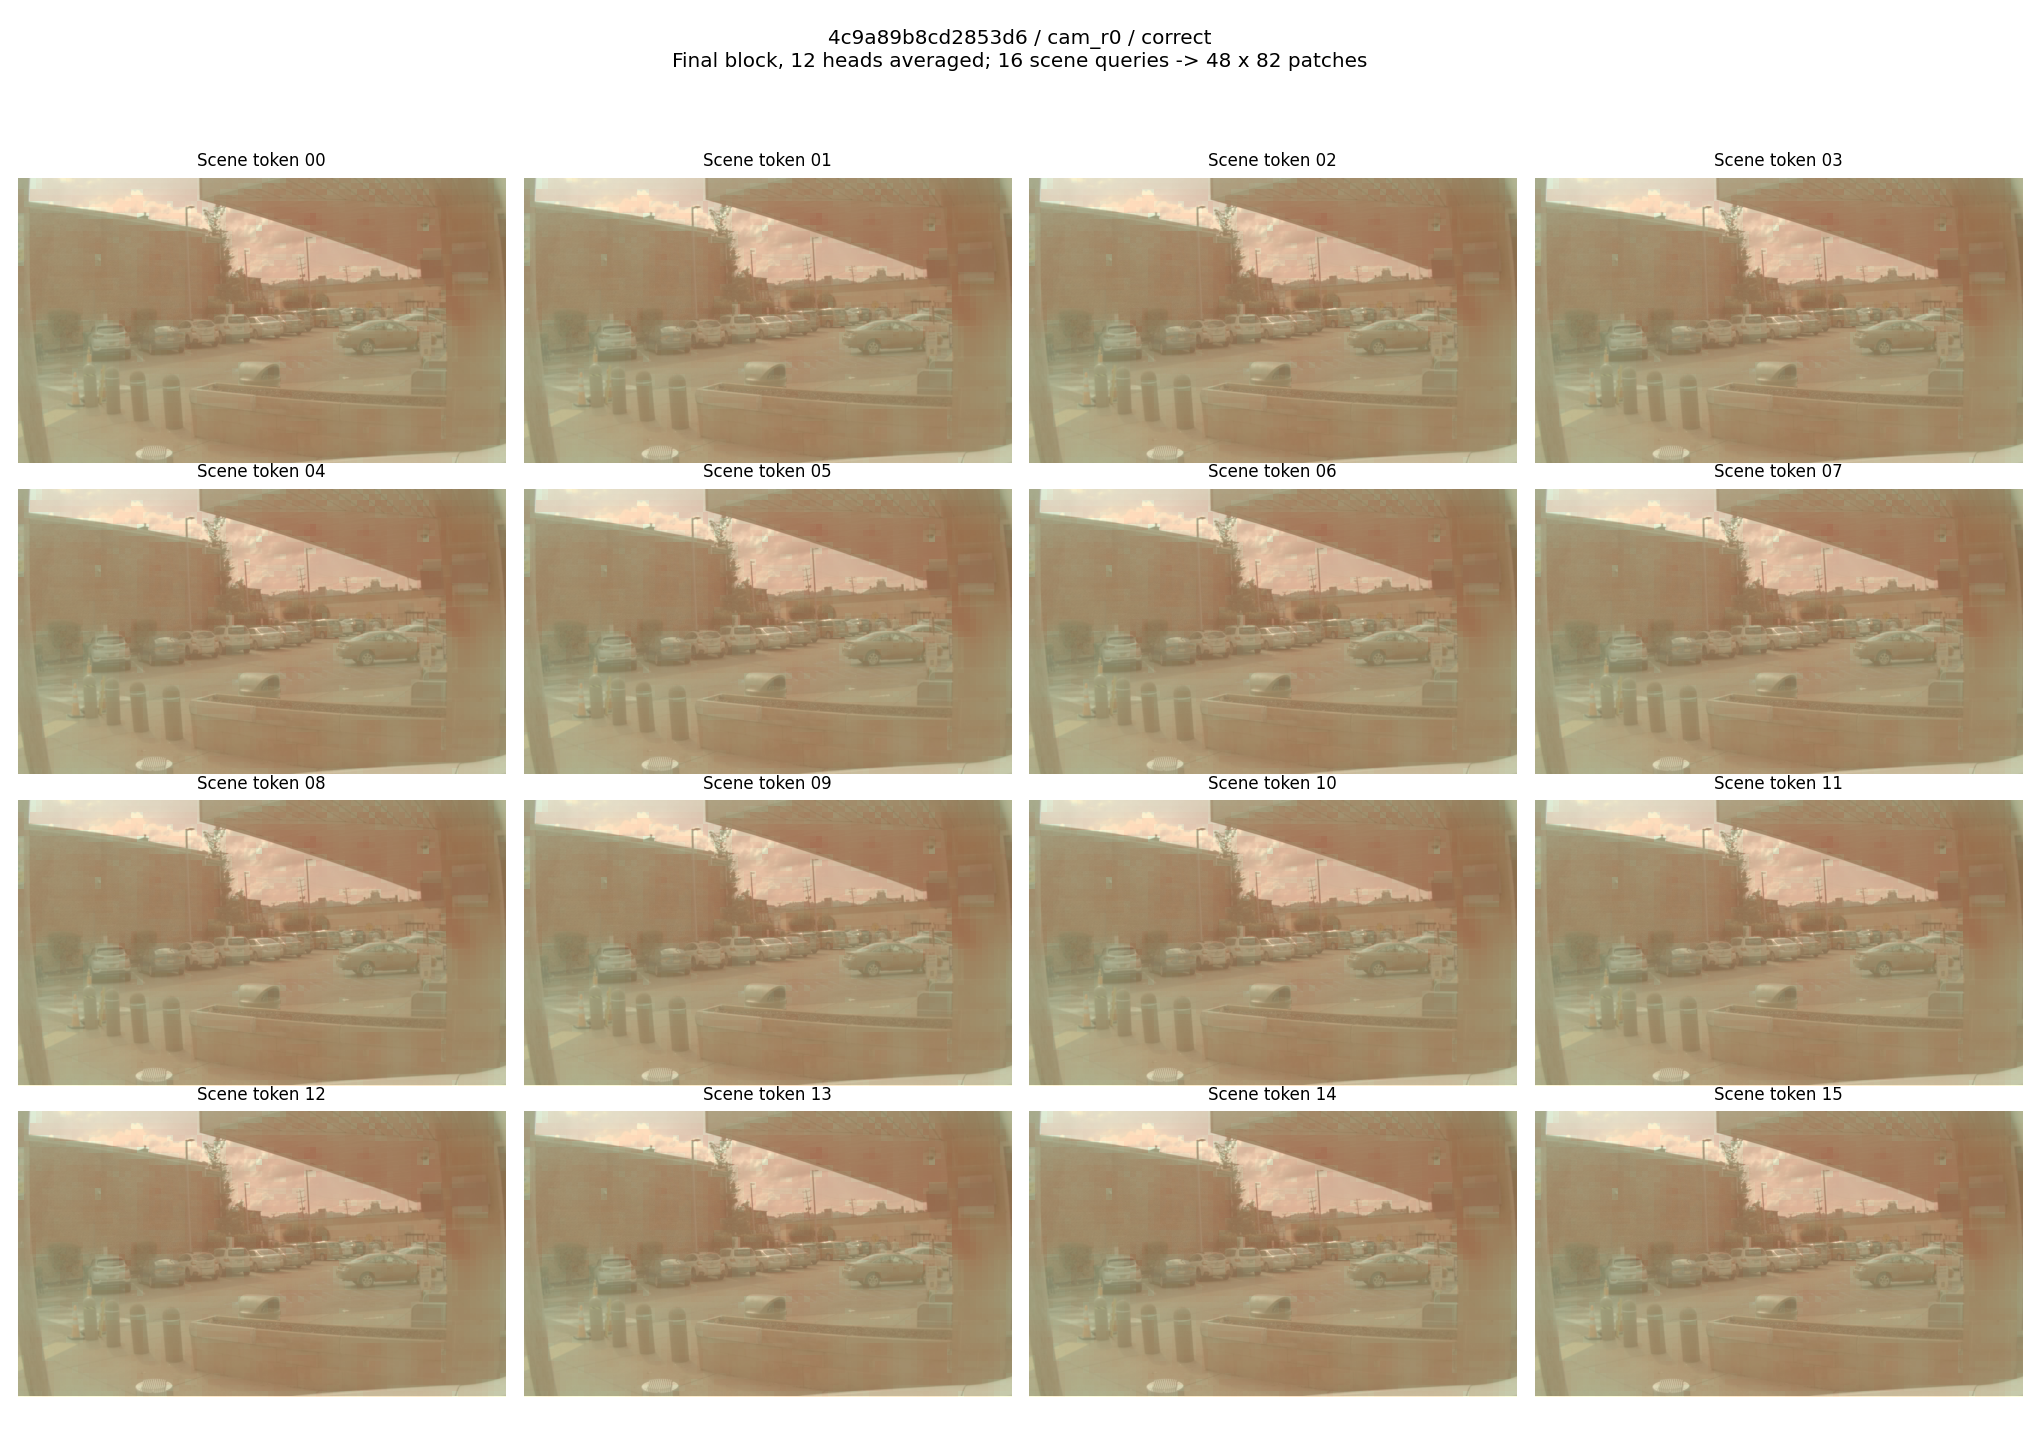 4c9a89b8cd2853d6 / cam_r0 / correct
Final block, 12 heads averaged; 16 scene queries -> 48 x 82 patches
Scene token 00
Scene token 01
Scene token 02
Scene token 03
Scene token 04
Scene token 05
Scene token 06
Scene token 07
Scene token 08
Scene token 09
Scene token 10
Scene token 11
Scene token 12
Scene token 13
Scene token 14
Scene token 15